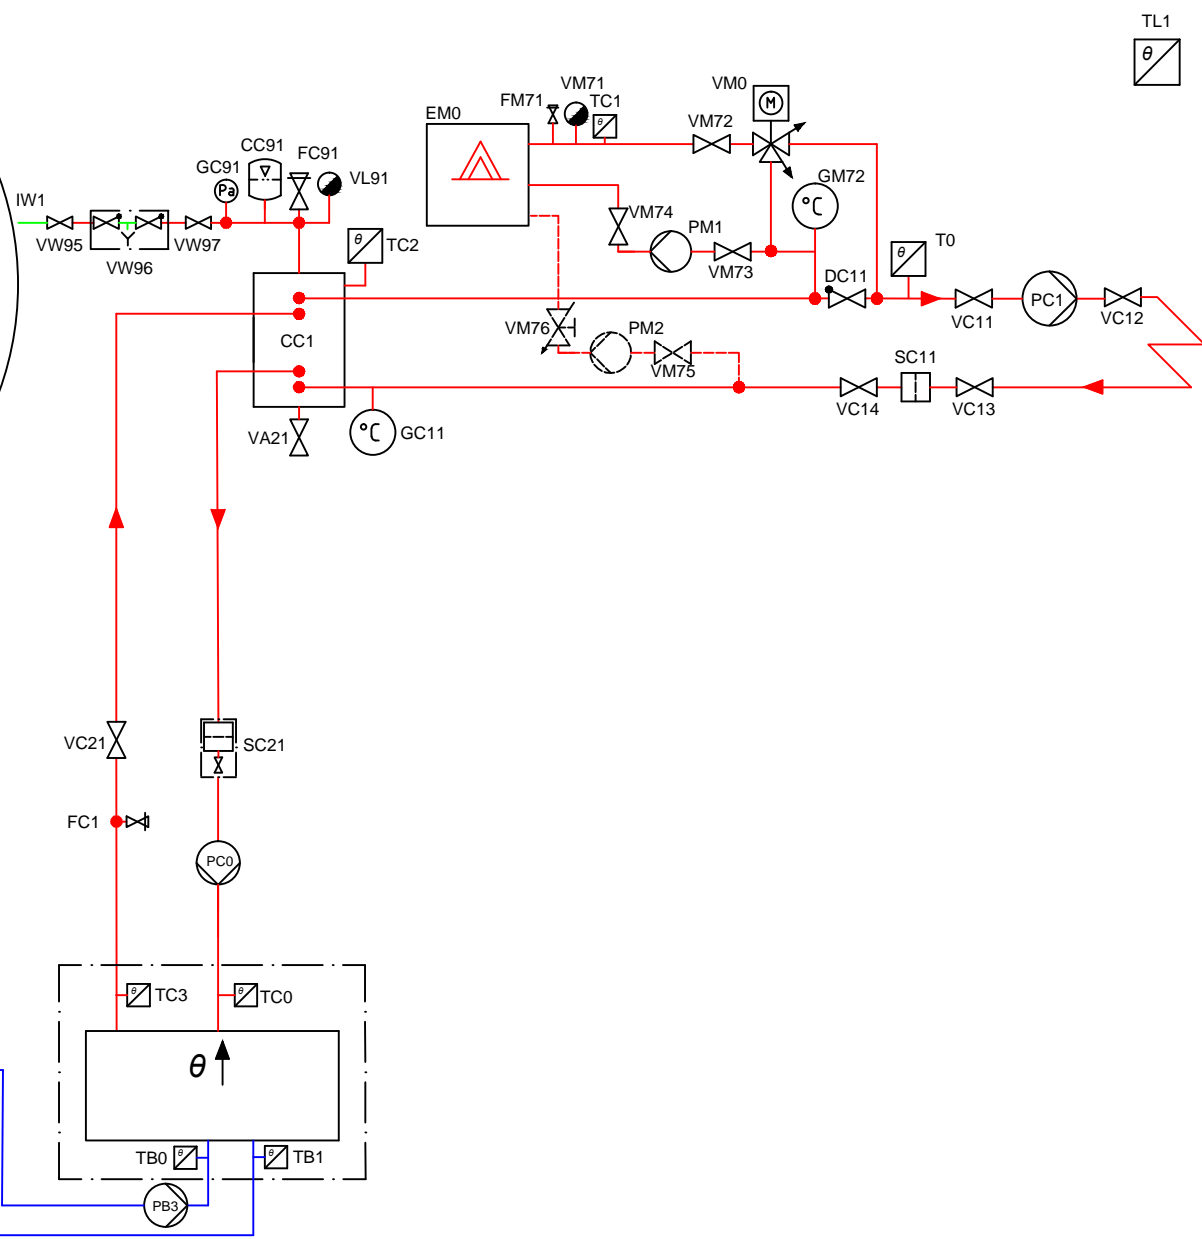 TL1
θ
VM0
M
VM71
FM71
TC1
θ
EM0
VM72
CC91
FC91
GC91
Pa
VL91
IW1
GM72
°C
VM74
PM1
VW95
VW97
VW96
θ
TC2
VM73
θ
T0
DC11
PC1
VC11
VC12
VM76
PM2
CC1
VM75
SC11
VC14
VC13
VA21
°C
GC11
VC21
SC21
FC1
PC0
θ
TC3
θ
TC0
θ
TB0
θ
θ
TB1
PB3